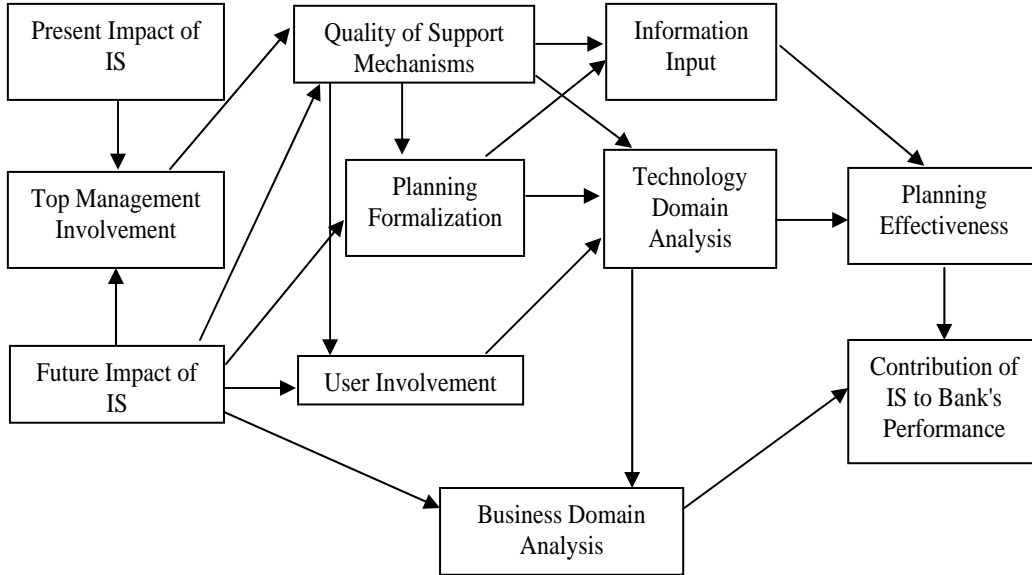 Present Impact of
IS
Quality of Support
Mechanisms
Information
Input
Top Management
Involvement
Planning
Formalization
Technology
Domain
Analysis
Planning
Effectiveness
Future Impact of
IS
User Involvement
Contribution of
IS to Bank's
Performance
Business Domain
Analysis